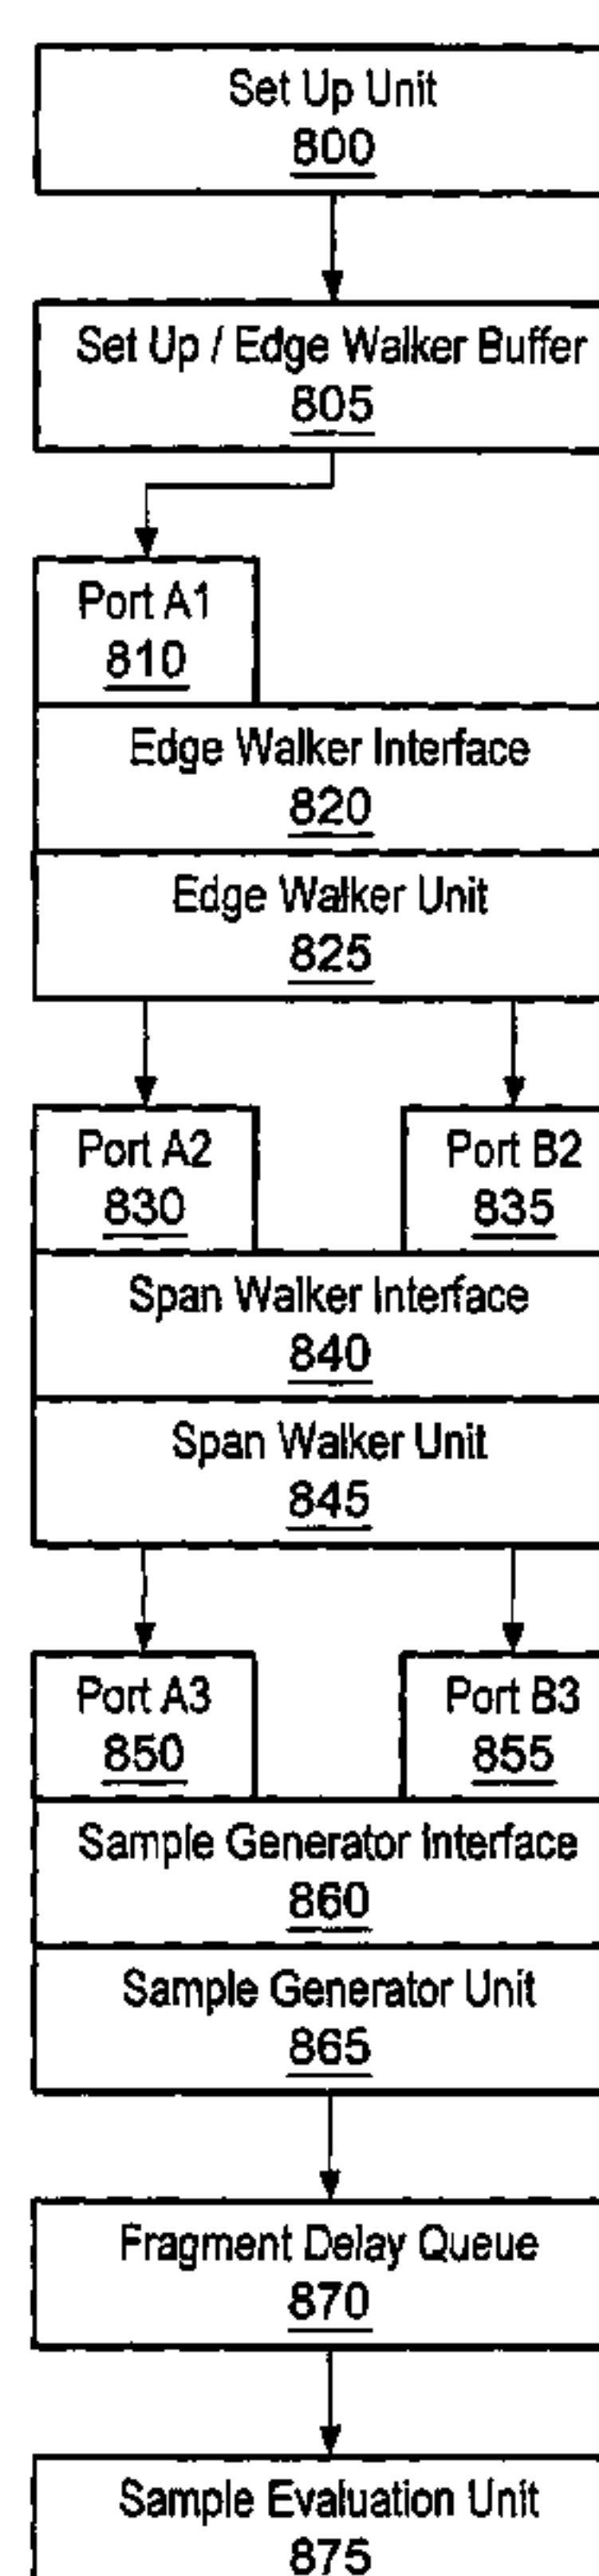 Set Up Unit
800
Set Up / Edge Walker Buffer
805
Port A1
810
Edge Walker Interface
820
Edge Walker Unit
825
Port A2
830
Port B2
835
Span Walker Interface
840
Span Walker Unit
845
Port A3
850
Port B3
855
Sample Generator Interface
860
Sample Generator Unit
865
Fragment Delay Queue
870
Sample Evaluation Unit
875